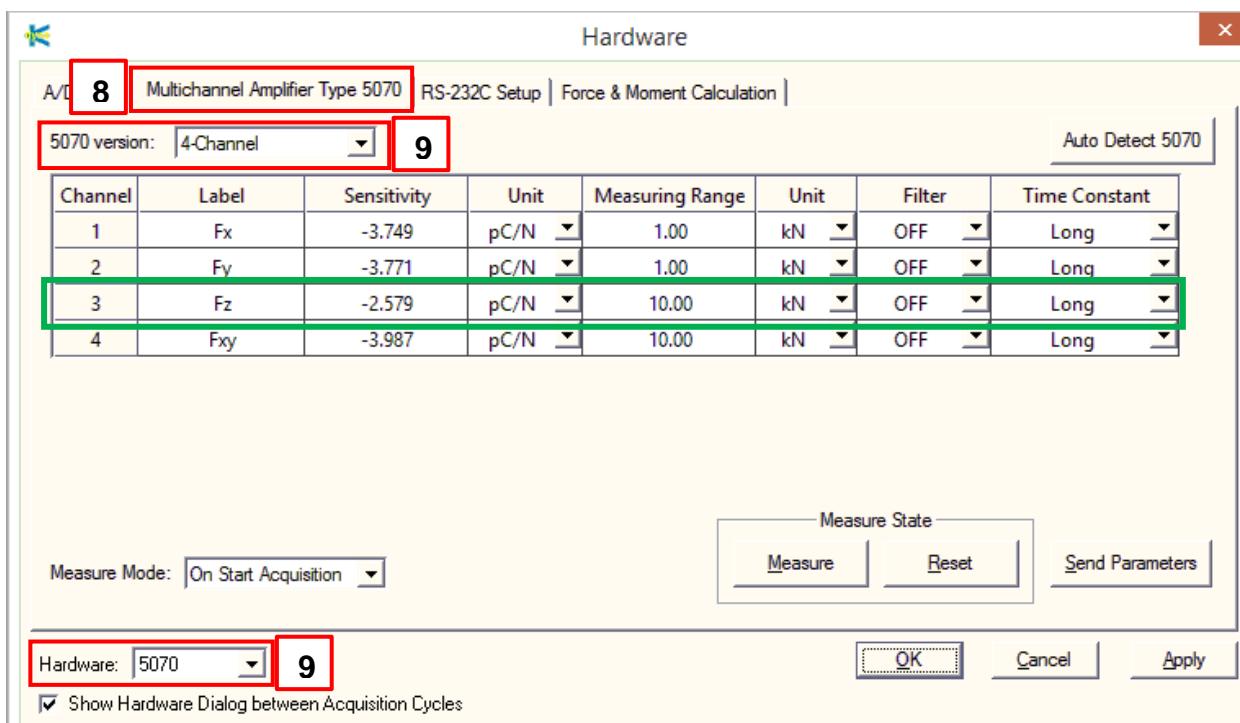 Hardware
A/D
8
Multichannel Amplifier Type 5070
RS-232C Setup
Force & Moment Calculation
5070 version: 4-Channel
9
Auto Detect 5070
Channel Label Sensitivity Unit Measuring Range Unit Filter Time Constant
1 Fx -3.749 pC/N 1.00 kN OFF Long
2 Fy -3.771 pC/N 1.00 kN OFF Long
3 Fz -2.579 pC/N 10.00 kN OFF Long
4 Fxy -3.987 pC/N 10.00 kN OFF Long
Measure State
Measure Mode: On Start Acquisition
Measure
Reset
Send Parameters
Hardware: 5070
9
OK
Cancel
Apply
Show Hardware Dialog between Acquisition Cycles